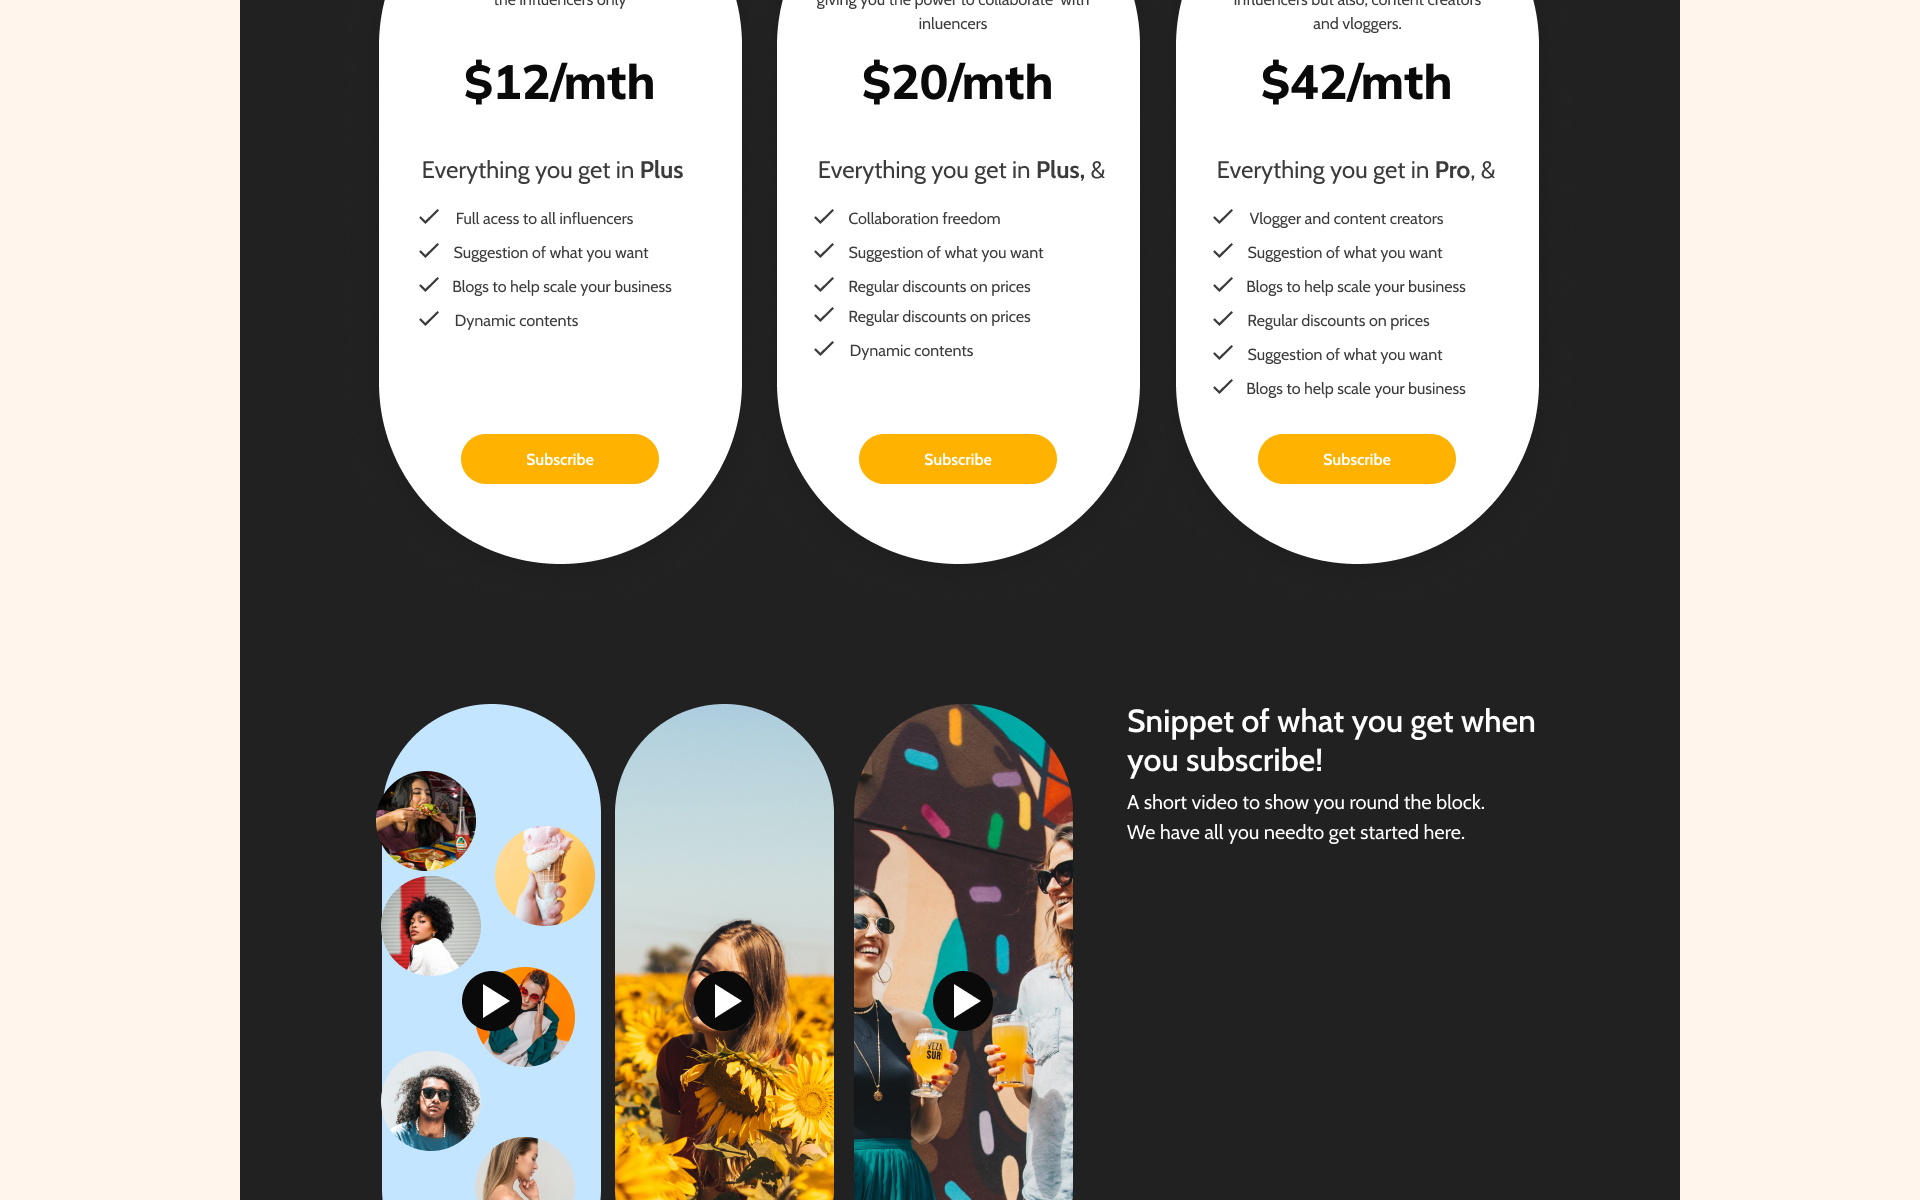 the influencers only
giving you the power to collaborate with
inluencers
influencers but also, content creators
and vloggers.
$12/mth
$20/mth
$42/mth
Everything you get in Plus
Full acess to all influencers
Suggestion of what you want
Blogs to help scale your business
Dynamic contents
Subscribe
Everything you get in Plus, &
Collaboration freedom
Suggestion of what you want
Regular discounts on prices
Regular discounts on prices
Dynamic contents
Subscribe
Everything you get in Pro, &
Vlogger and content creators
Suggestion of what you want
Blogs to help scale your business
Regular discounts on prices
Suggestion of what you want
Blogs to help scale your business
Subscribe
Snippet of what you get when
you subscribe!
A short video to show you round the block.
We have all you needto get started here.
VEZA
SUR